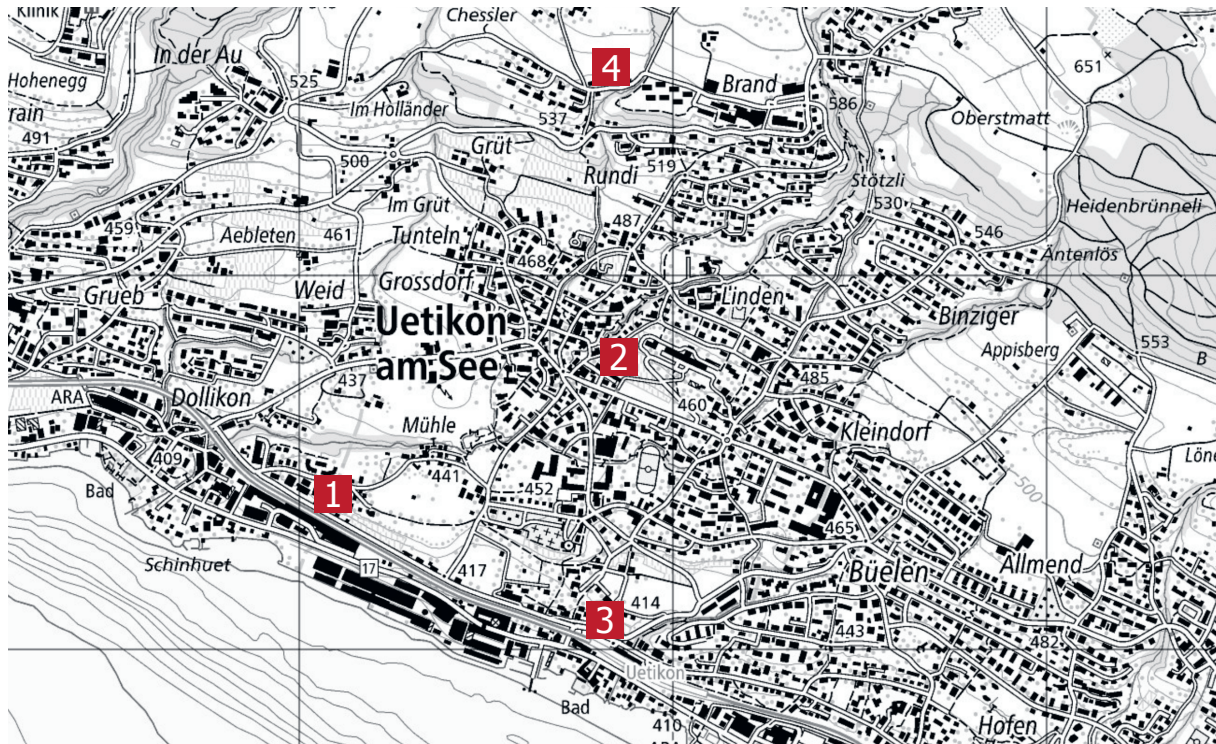 Klinik
Chessler
In der Au
4
Hohenegg
525
Brand
651
rain
Im Holländer
537
586
491
Oberstmatt
Grüt
500
519
Rundi
Stötzli
Im Grüt
530
Heidenbrünneli
459
Aebleten
461
Tunteln
487
546
468
Äntenlös
Grueb
Weid
Grossdorf
Linden
Uetikon
am See
Binziger
2
Appisberg
553
B
437
485
ARA
Dollikon
460
Mühle
Kleindorf
409
441
Löne
Bad
1
452
500
465
Schinhuet
17
417
Büelen
Allmend
414
3
443
482
Uetikon
Bad
410
Hofen
ARA